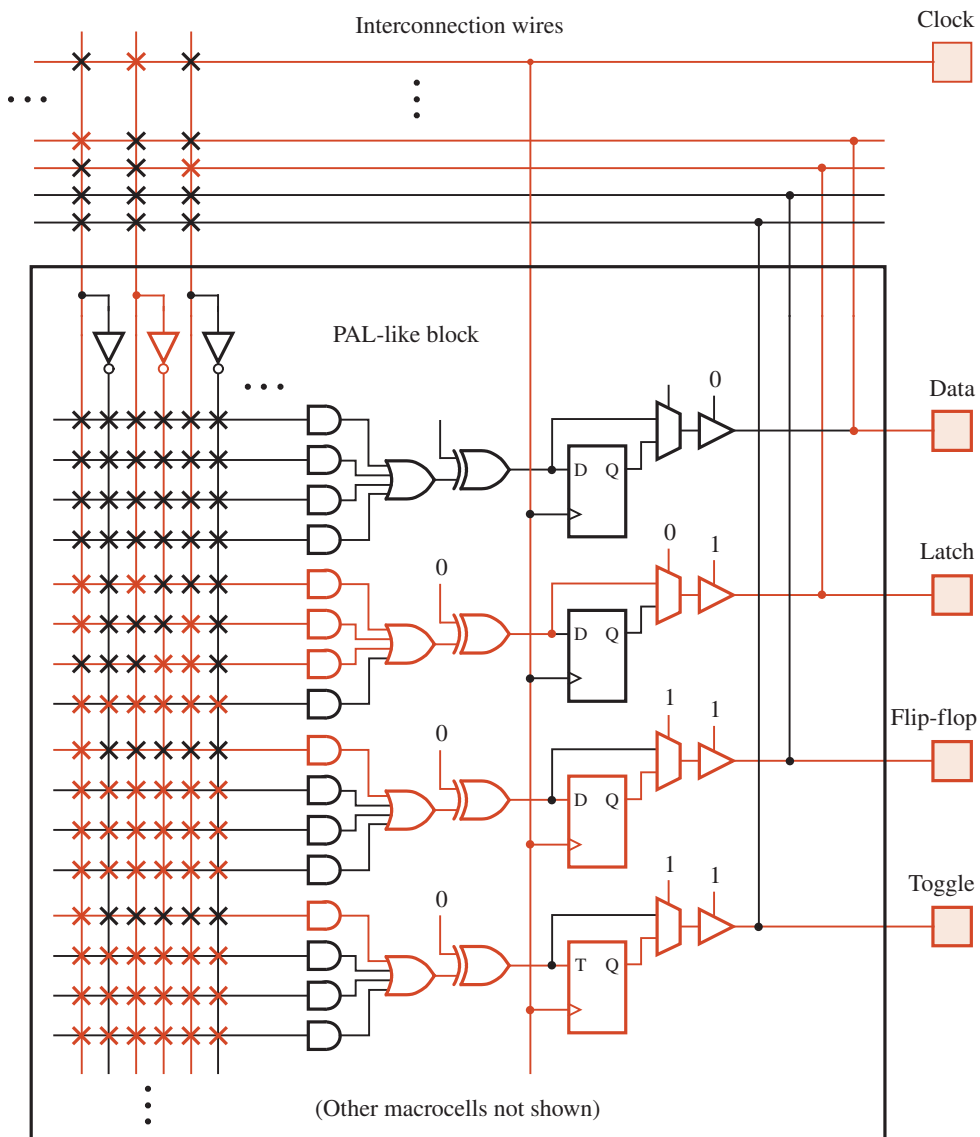 Interconnection wires
Clock
PAL-like block
0
Data
D Q
0 1
Latch
0
D Q
1 1
Flip-flop
0
D Q
1 1
Toggle
0
T Q
(Other macrocells not shown)